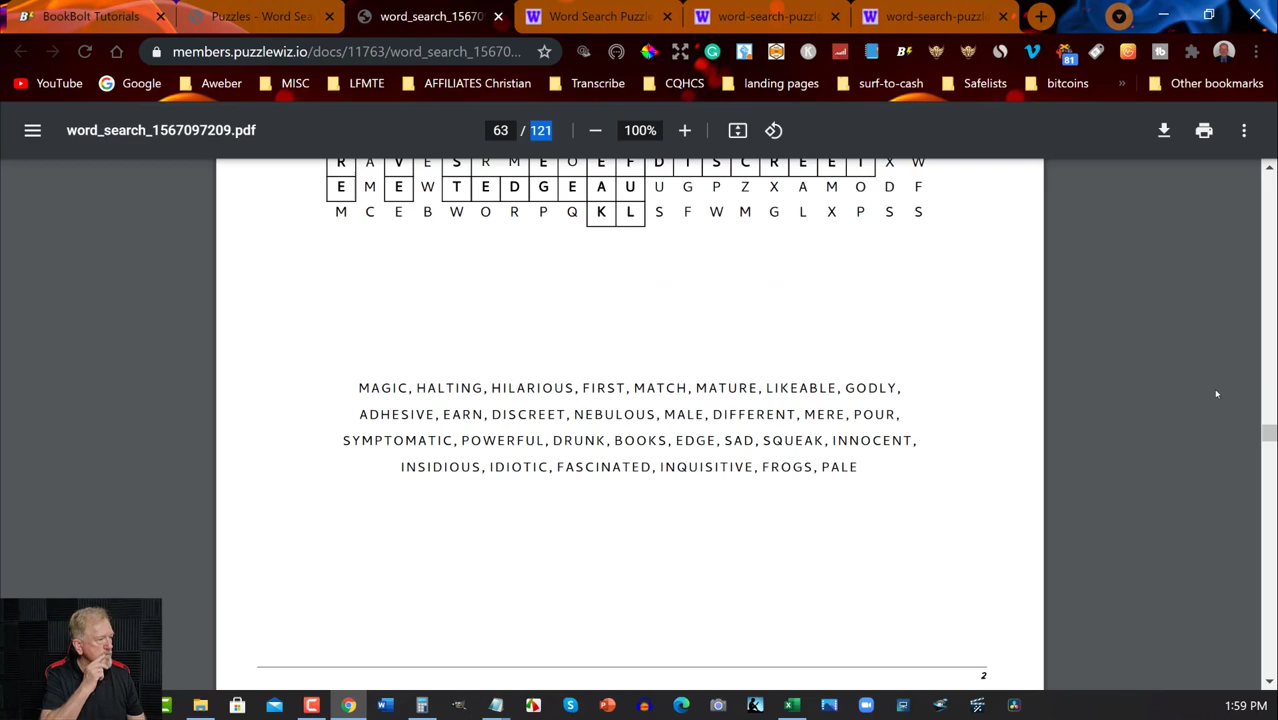 BookBolt Tutorials
Puzzles - Word Sea
word_search_1567
Word Search Puzzle
word-search-puzzl
word-search-puzzl
members.puzzlewiz.io/docs/11763/word_search_15670...
81
YouTube
Google
Aweber
MISC
LFMTE
AFFILIATES Christian
Transcribe
CQHCS
landing pages
surf-to-cash
Safelists
bitcoins
Other bookmarks
word_search_1567097209.pdf
63 / 121
100%
R A V E S R M E O E F D I S C R E E T X W
E M E W T E D G E A U U G P Z X A M O D F
M C E B W O R P Q K L S F W M G L X P S S
MAGIC, HALTING, HILARIOUS, FIRST, MATCH, MATURE, LIKEABLE, GODLY,
ADHESIVE, EARN, DISCREET, NEBULOUS, MALE, DIFFERENT, MERE, POUR,
SYMPTOMATIC, POWERFUL, DRUNK, BOOKS, EDGE, SAD, SQUEAK, INNOCENT,
INSIDIOUS, IDIOTIC, FASCINATED, INQUISITIVE, FROGS, PALE
2
1:59 PM